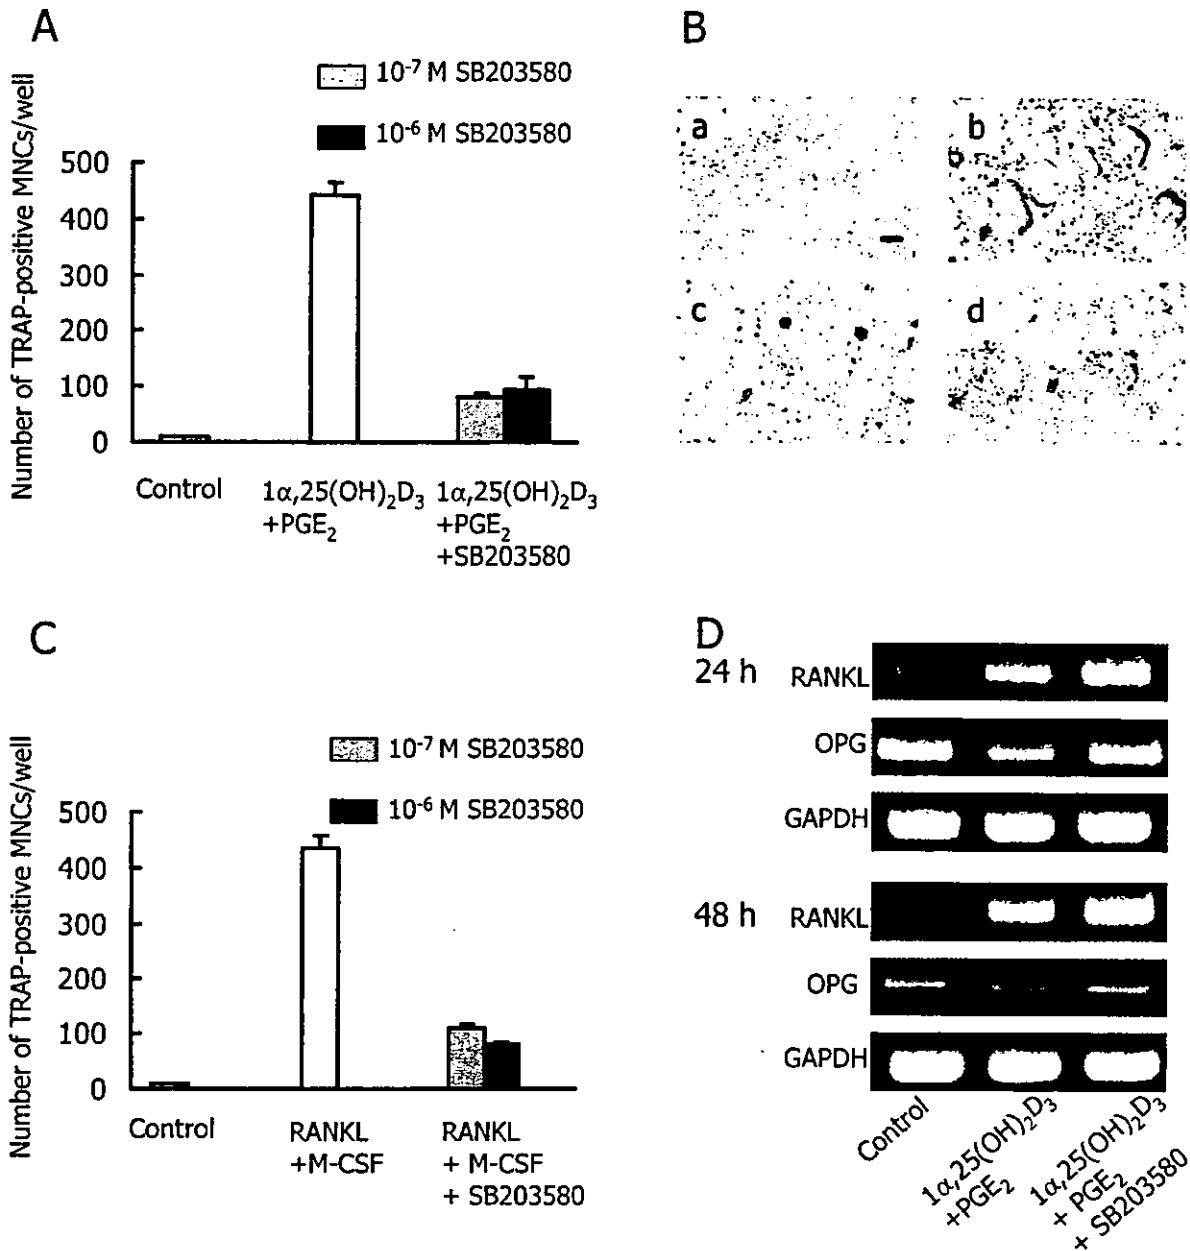 A
10⁻⁷ M SB203580
10⁻⁶ M SB203580
Number of TRAP-positive MNCs/well
500
400
300
200
100
0
Control
1α,25(OH)₂D₃
+PGE₂
1α,25(OH)₂D₃
+PGE₂
+SB203580
B
a
b
c
d
C
10⁻⁷ M SB203580
10⁻⁶ M SB203580
Number of TRAP-positive MNCs/well
500
400
300
200
100
0
Control
RANKL
+M-CSF
RANKL
+ M-CSF
+ SB203580
D
24 h
RANKL
OPG
GAPDH
48 h
RANKL
OPG
GAPDH
Control
1α,25(OH)₂D₃
+PGE₂
1α,25(OH)₂D₃
+ PGE₂
+ SB203580